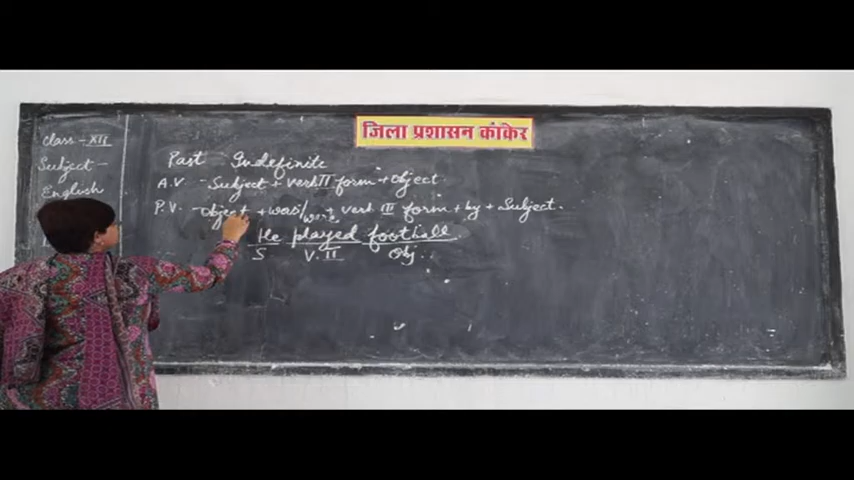 जिला प्रशासन कांकेर
Class - XII
Subject -
English
Past Indefinite
A.V - Subject + verb II form + object.
P.V. - Object + was/were + verb III form + by + Subject.
He played football
S V. II Obj..